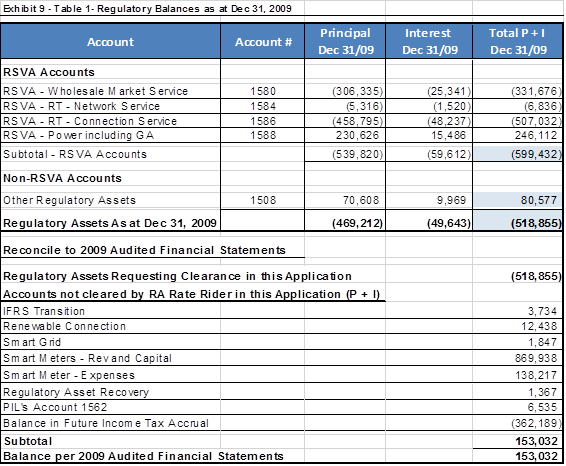 Exhibit 9 - Table 1- Regulatory Balances as at Dec 31, 2009
Account Account # Principal Dec 31/09 Interest Dec 31/09 Total P + I Dec 31/09
RSVA Accounts
RSVA - Wholesale Market Service 1580 (306,335) (25,341) (331,676)
RSVA - RT - Network Service 1584 (5,316) (1,520) (6,836)
RSVA - RT - Connection Service 1586 (458,795) (48,237) (507,032)
RSVA - Power including GA 1588 230,626 15,486 246,112
Subtotal - RSVA Accounts (539,820) (59,612) (599,432)
Non-RSVA Accounts
Other Regulatory Assets 1508 70,608 9,969 80,577
Regulatory Assets As at Dec 31, 2009 (469,212) (49,643) (518,855)
Reconcile to 2009 Audited Financial Statements
Regulatory Assets Requesting Clearance in this Application (518,855)
Accounts not cleared by RA Rate Rider in this Application (P + I)
IFRS Transition 3,734
Renewable Connection 12,438
Smart Grid 1,847
Smart Meters - Rev and Capital 869,938
Smart Meter - Expenses 138,217
Regulatory Asset Recovery 1,367
PIL's Account 1562 6,535
Balance in Future Income Tax Accrual (362,189)
Subtotal 153,032
Balance per 2009 Audited Financial Statements 153,032